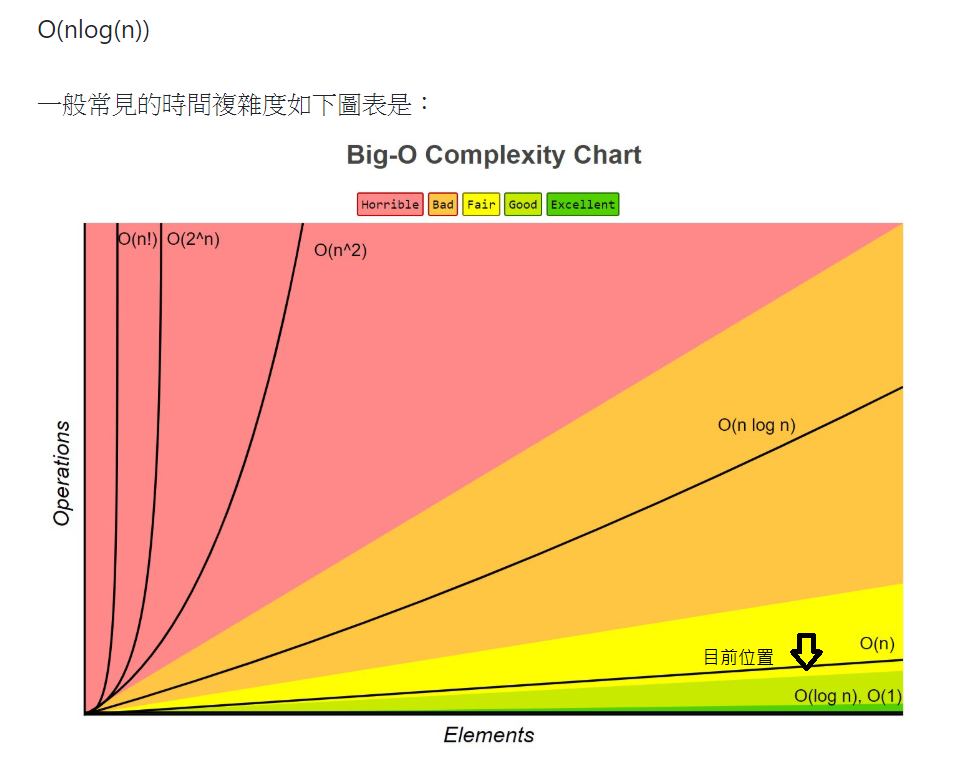 O(nlog(n))
一般常見的時間複雜度如下圖表是：
Big-O Complexity Chart
Horrible Bad Fair Good Excellent
O(n!) O(2^n)
O(n^2)
O(n log n)
Operations
O(n)
目前位置
O(log n), O(1)
Elements